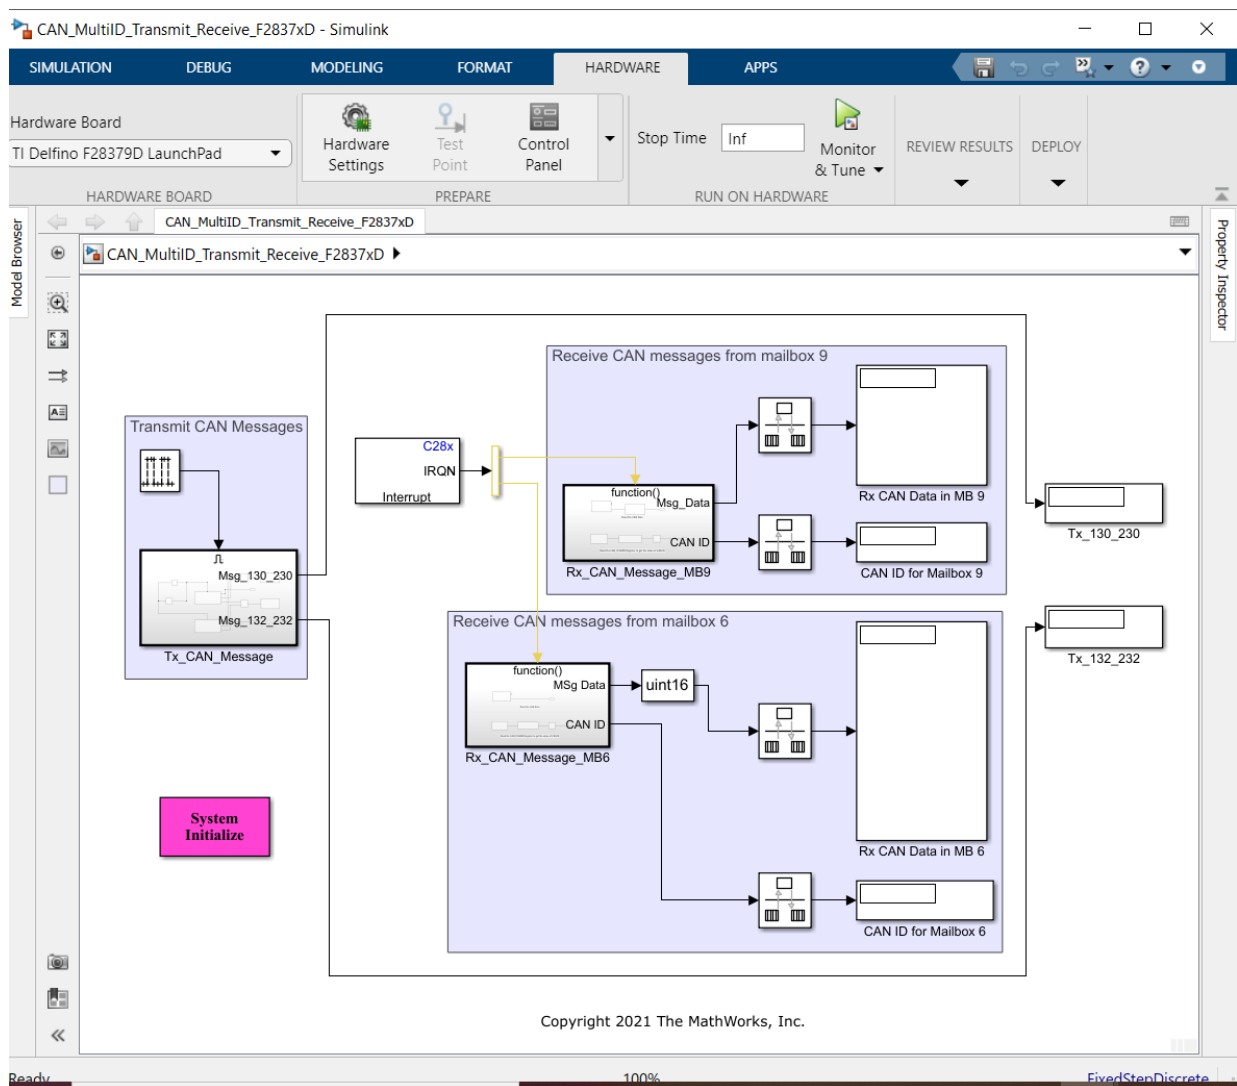 CAN_MultiID_Transmit_Receive_F2837xD - Simulink
SIMULATION DEBUG MODELING FORMAT HARDWARE APPS
Hardware Board
TI Delfino F28379D LaunchPad
Hardware Settings
Test Point
Control Panel
Stop Time Inf
Monitor & Tune
REVIEW RESULTS
DEPLOY
HARDWARE BOARD PREPARE RUN ON HARDWARE
Model Browser
CAN_MultiID_Transmit_Receive_F2837xD
CAN_MultiID_Transmit_Receive_F2837xD
Property Inspector
Receive CAN messages from mailbox 9
Transmit CAN Messages
C28x
IRQN
Interrupt
function()
Msg_Data
CAN ID
Rx_CAN_Message_MB9
Rx CAN Data in MB 9
CAN ID for Mailbox 9
Tx_130_230
Msg_130_230
Msg_132_232
Tx_CAN_Message
Receive CAN messages from mailbox 6
function()
MSg Data
CAN ID
Rx_CAN_Message_MB6
uint16
Tx_132_232
Rx CAN Data in MB 6
CAN ID for Mailbox 6
System
Initialize
Copyright 2021 The MathWorks, Inc.
Ready 100% FixedStepDiscrete